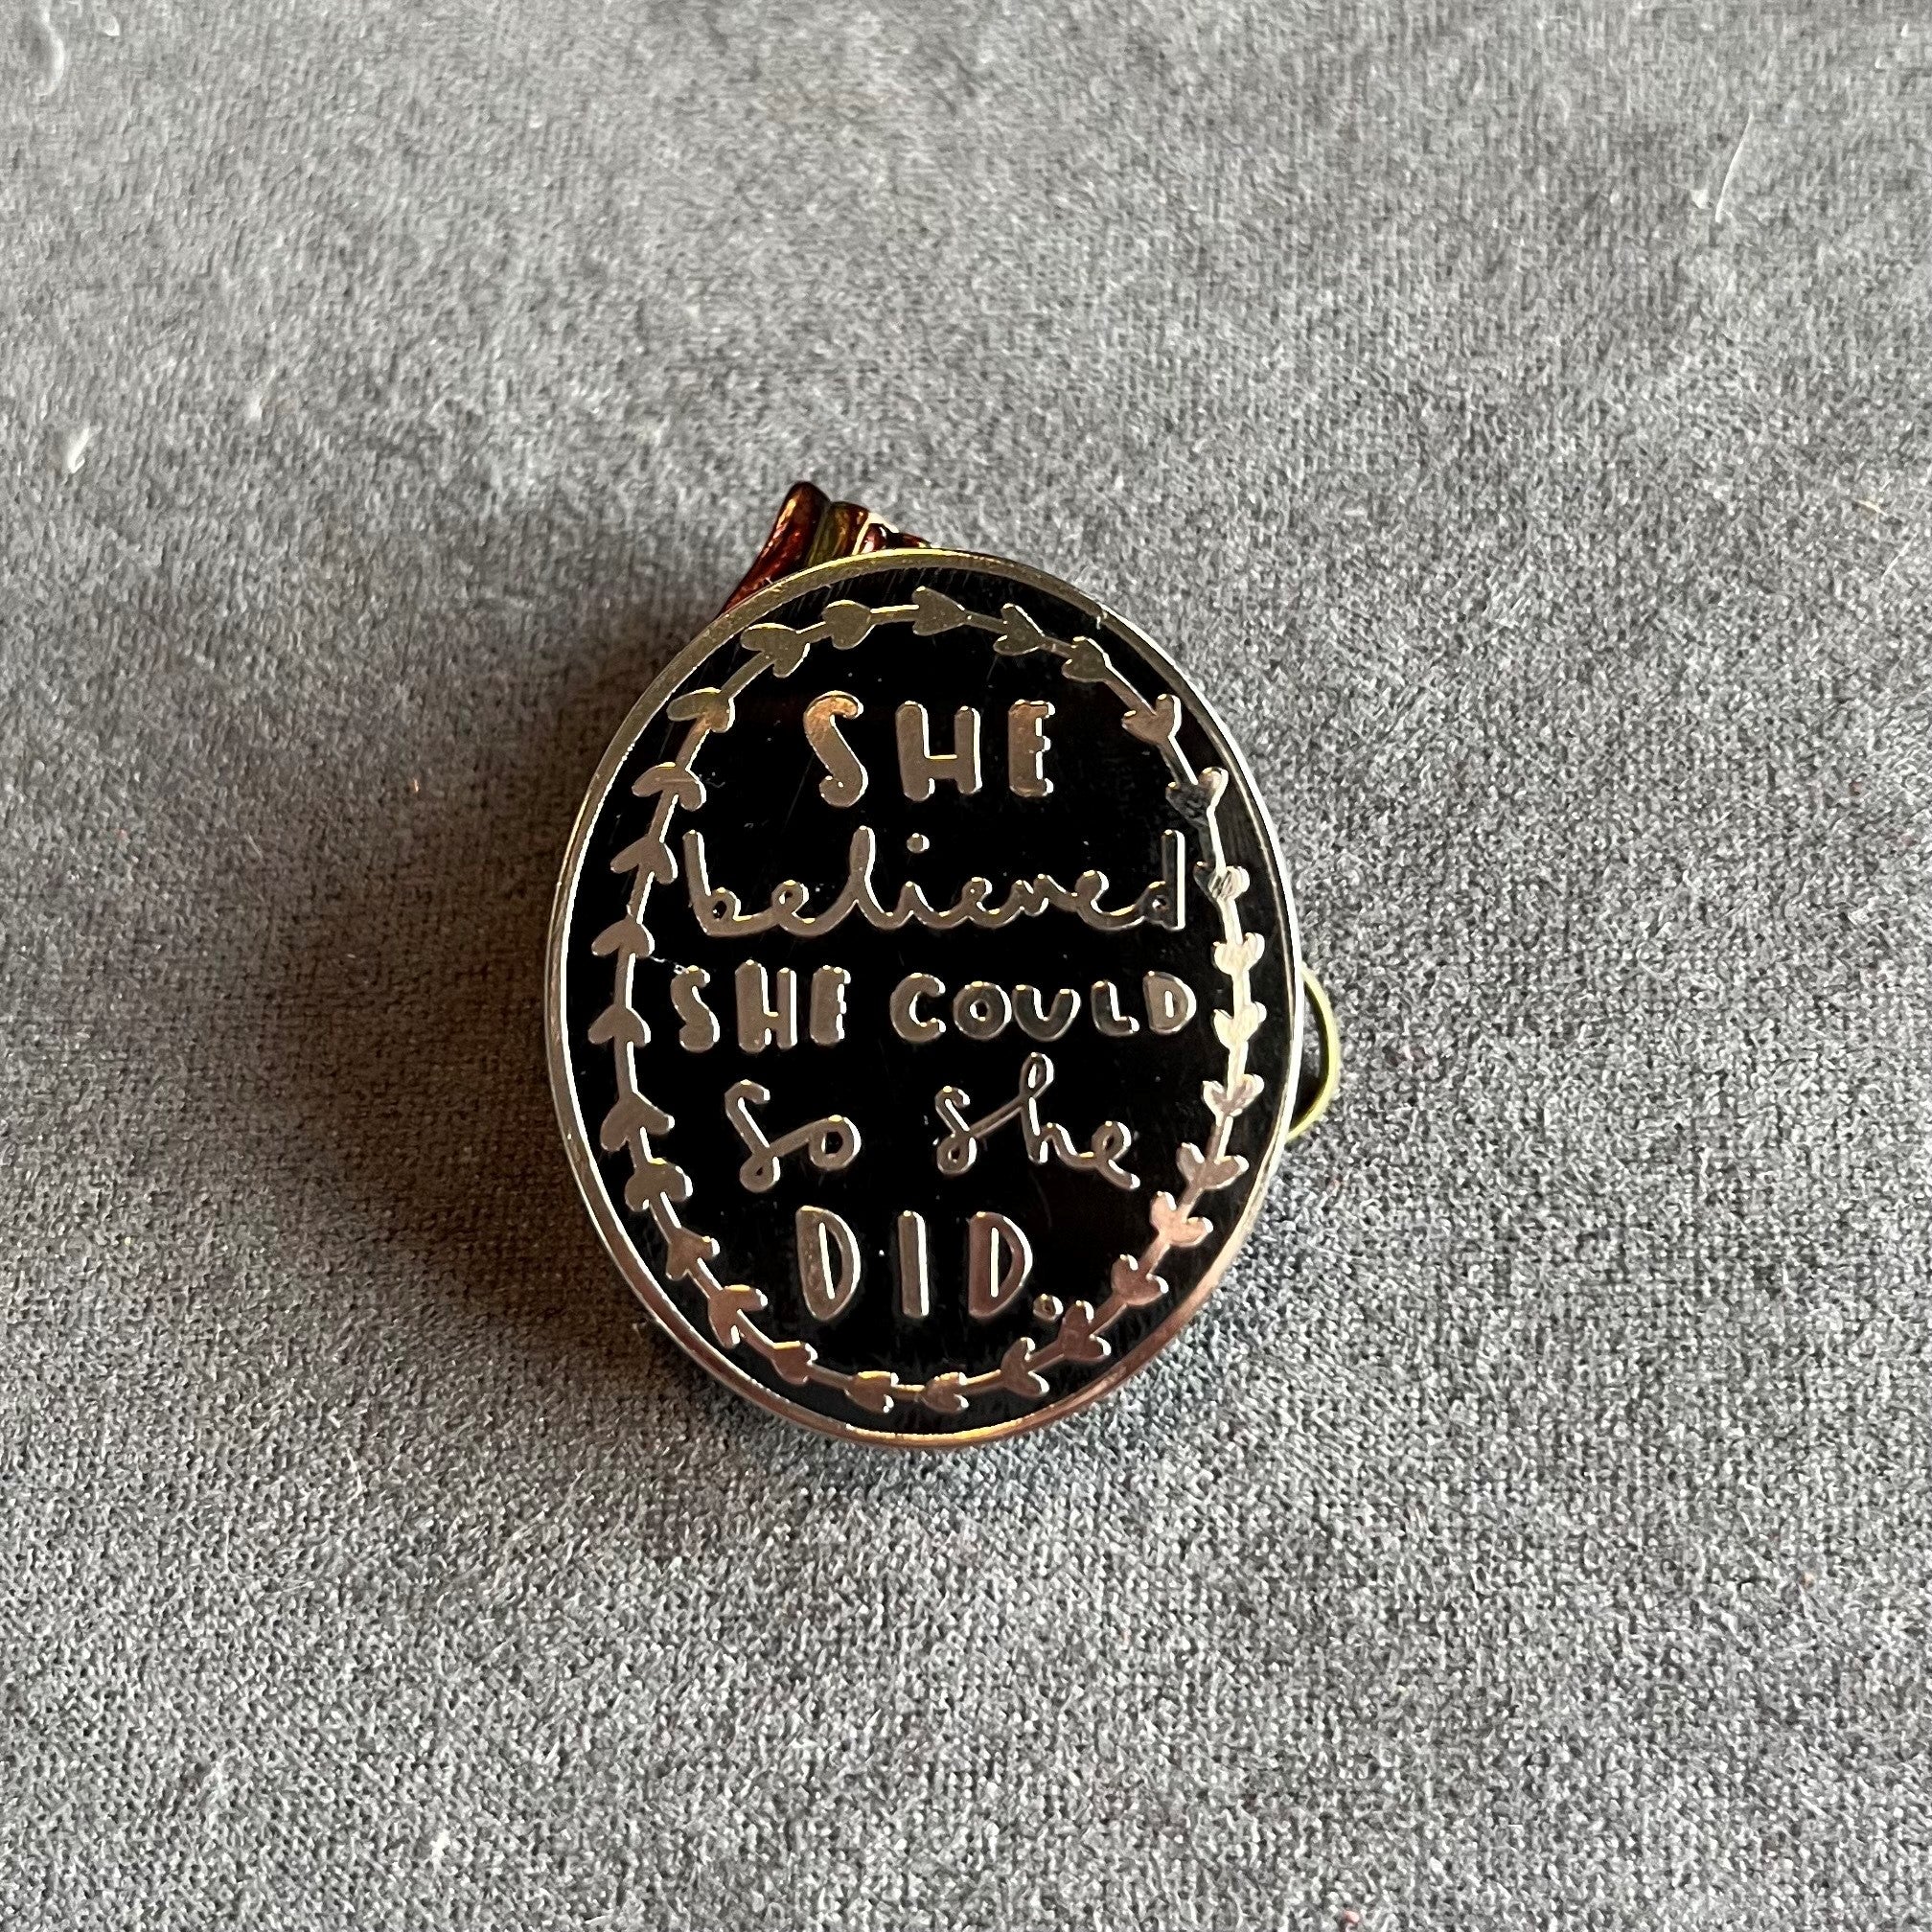 SHE
believed
SHE COULD
So she
DID.